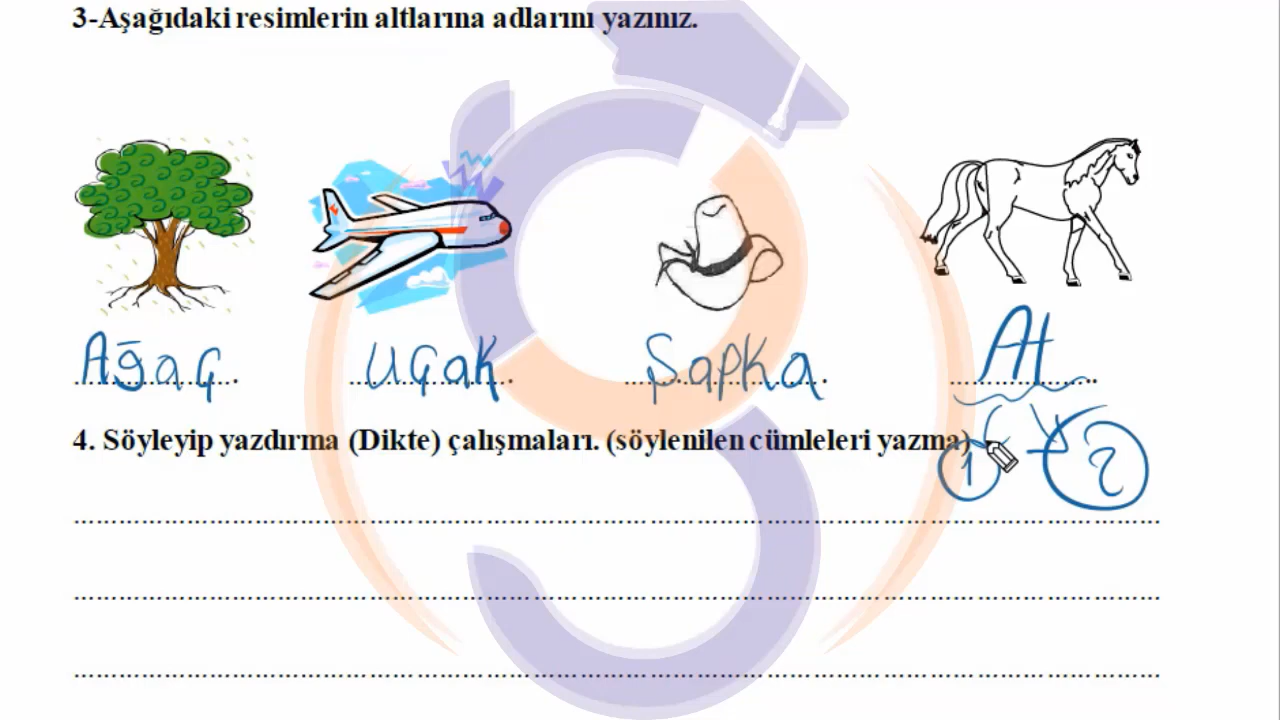 3-Aşağıdaki resimlerin altlarına adlarını yazınız.
Ağaç Uçak Şapka At
4. Söyleyip yazdırma (Dikte) çalışmaları. (söylenilen cümleleri yazma)
1 2